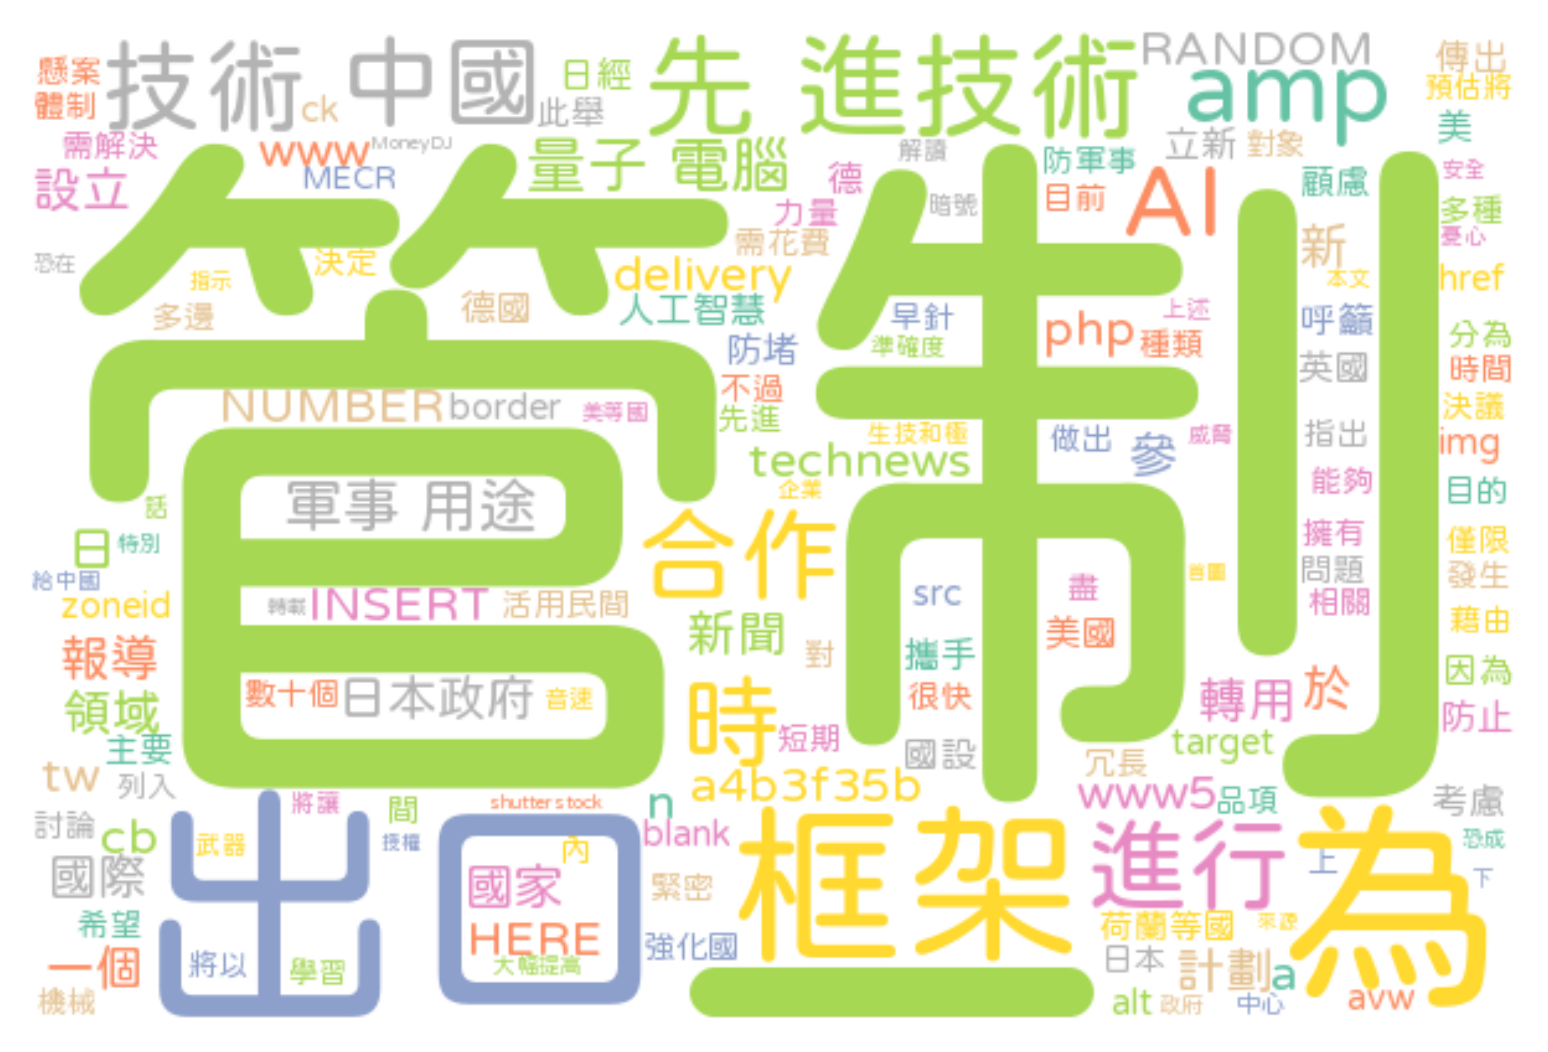 懸案
技術
中國
日經
先 進技術
RANDOM
傳出
體制
ck
此舉
amp
預估將
需解決
www
MoneyDJ
量子 電腦
解讀
立新
對象
美
設立
MECR
德
防軍事
安全
力量
暗號
目前
AI
顧慮
多種
憂心
管制
恐在
決定
需花費
新
指示
delivery
本文
href
多邊
德國
人工智慧
早針
上述
呼籲
防堵
準確度
php
種類
分為
英國
時間
不過
NUMBER
border
美等國
先進
決議
生技和極
做出
參
威脅
指出
img
technews
軍事 用途
企業
能夠
目的
話
日
特別
合作
擁有
僅限
給中國
首圖
問題
發生
zoneid
轉載
INSERT
活用民間
src
盡
相關
新聞
美國
藉由
報導
對
攜手
數十個
日本政府
音速
很快
轉用
於
因為
領域
時
短期
防止
主要
國設
target
tw
列入
a4b3f35b
冗長
www5
品項
考慮
出口
將讓
間
shutterstock
n
框架
進行
為
討論
cb
武器
授權
內
blank
恐成
國際
國家
緊密
上
下
希望
HERE
強化國
荷蘭等國
來源
一個
將以
學習
大幅提高
日本
計劃
a
機械
一
alt
政府
中心
avw